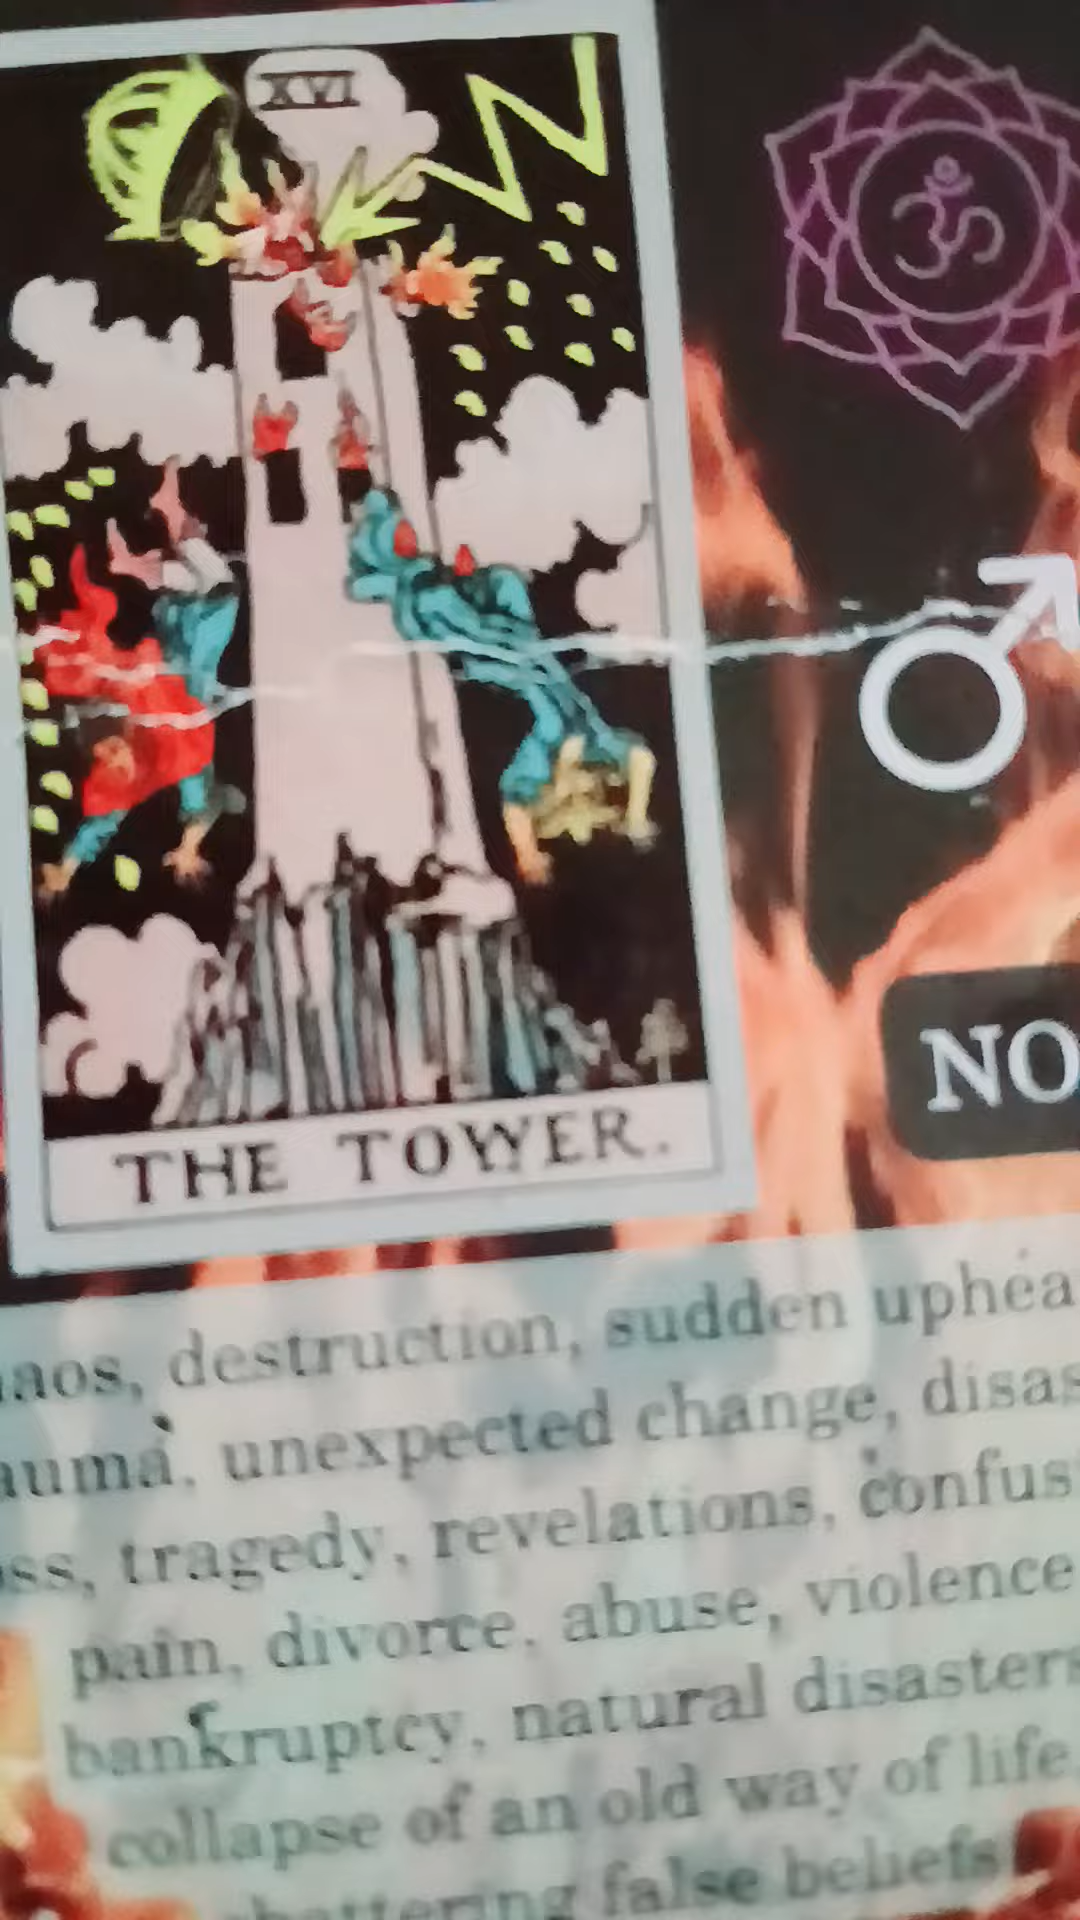 XVI
ॐ
NO
THE TOWER.
aos, destruction, sudden uphea
auma, unexpected change, disas
ss, tragedy, revelations, confus
pain, divorce, abuse, violence
bankruptcy, natural disasters
collapse of an old way of life,
false beliefs